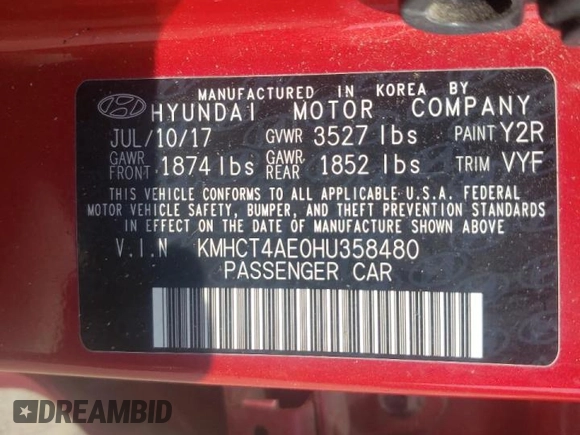 MANUFACTURED IN KOREA BY
HYUNDAI MOTOR COMPANY
JUL/10/17 GVWR 3527 lbs PAINT Y2R
GAWR FRONT 1874 lbs GAWR REAR 1852 lbs TRIM VYF
THIS VEHICLE CONFORMS TO ALL APPLICABLE U.S.A. FEDERAL
MOTOR VEHICLE SAFETY, BUMPER, AND THEFT PREVENTION STANDARDS
IN EFFECT ON THE DATE OF MANUFACTURE SHOWN ABOVE.
V.I.N KMHCT4AE0HU358480
PASSENGER CAR
DREAMBID